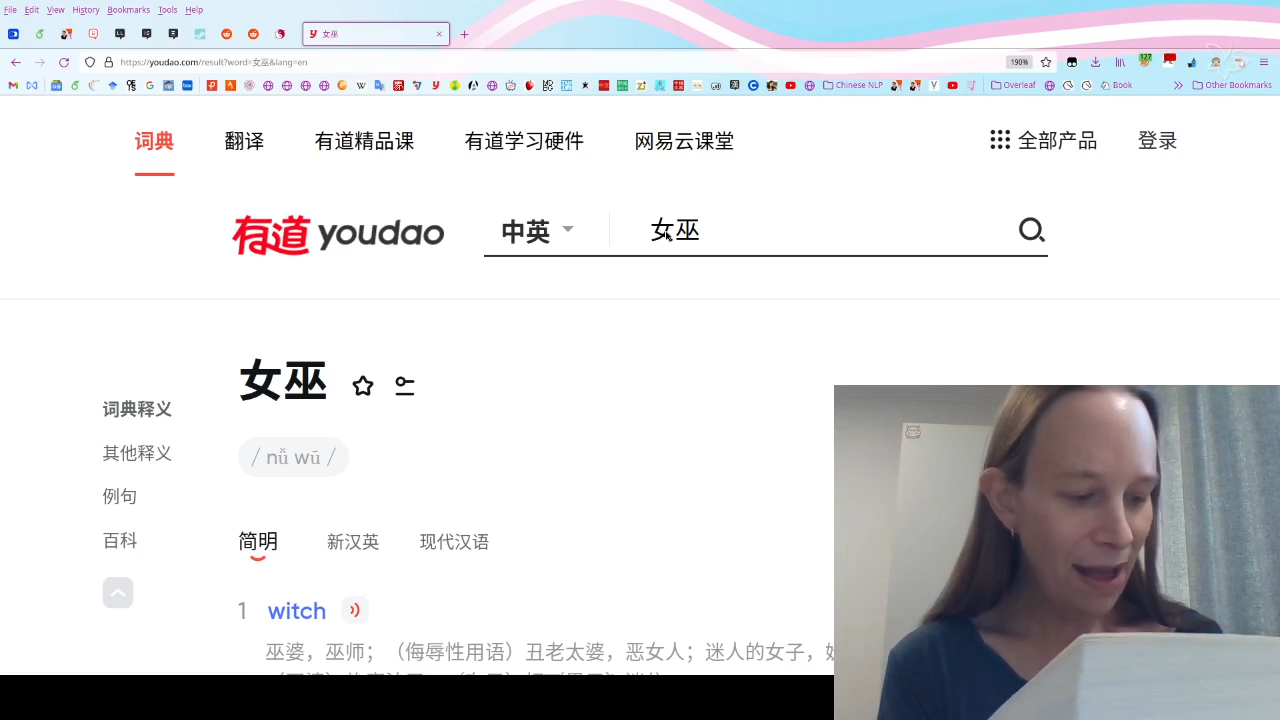 File Edit View History Bookmarks Tools Help
女巫
https://youdao.com/result?word=女巫&lang=en
190%
127
Chinese NLP
Overleaf
Book
Other Bookmarks
词典 翻译 有道精品课 有道学习硬件 网易云课堂 全部产品 登录
有道 youdao 中英 女巫
女巫
词典释义
/ nǚ wū /
其他释义
例句
百科
简明 新汉英 现代汉语
1 witch
巫婆，巫师；（侮辱性用语）丑老太婆，恶女人；迷人的女子，